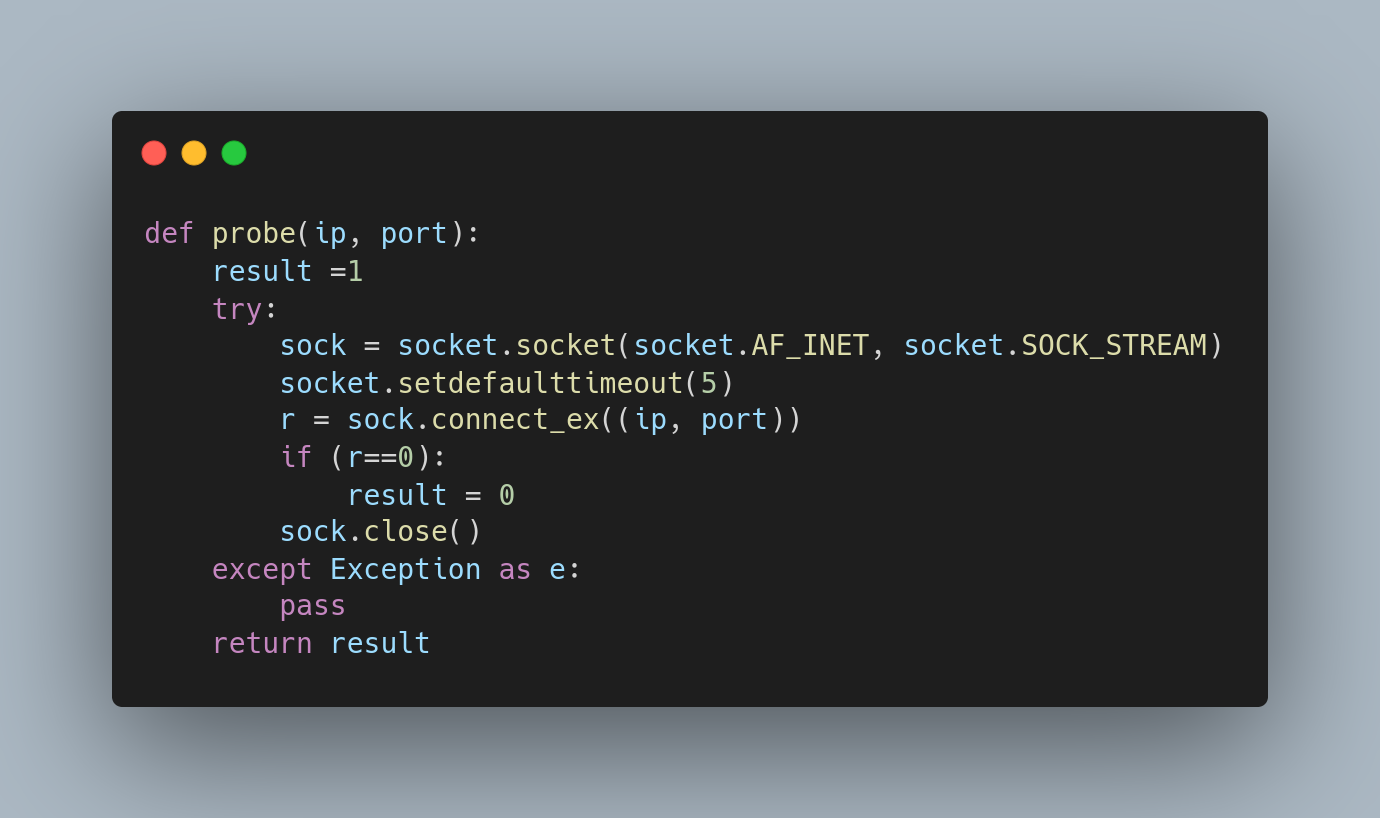 def probe(ip, port):
    result =1
    try:
        sock = socket.socket(socket.AF_INET, socket.SOCK_STREAM)
        socket.setdefaulttimeout(5)
        r = sock.connect_ex((ip, port))
        if (r==0):
            result = 0
        sock.close()
    except Exception as e:
        pass
    return result